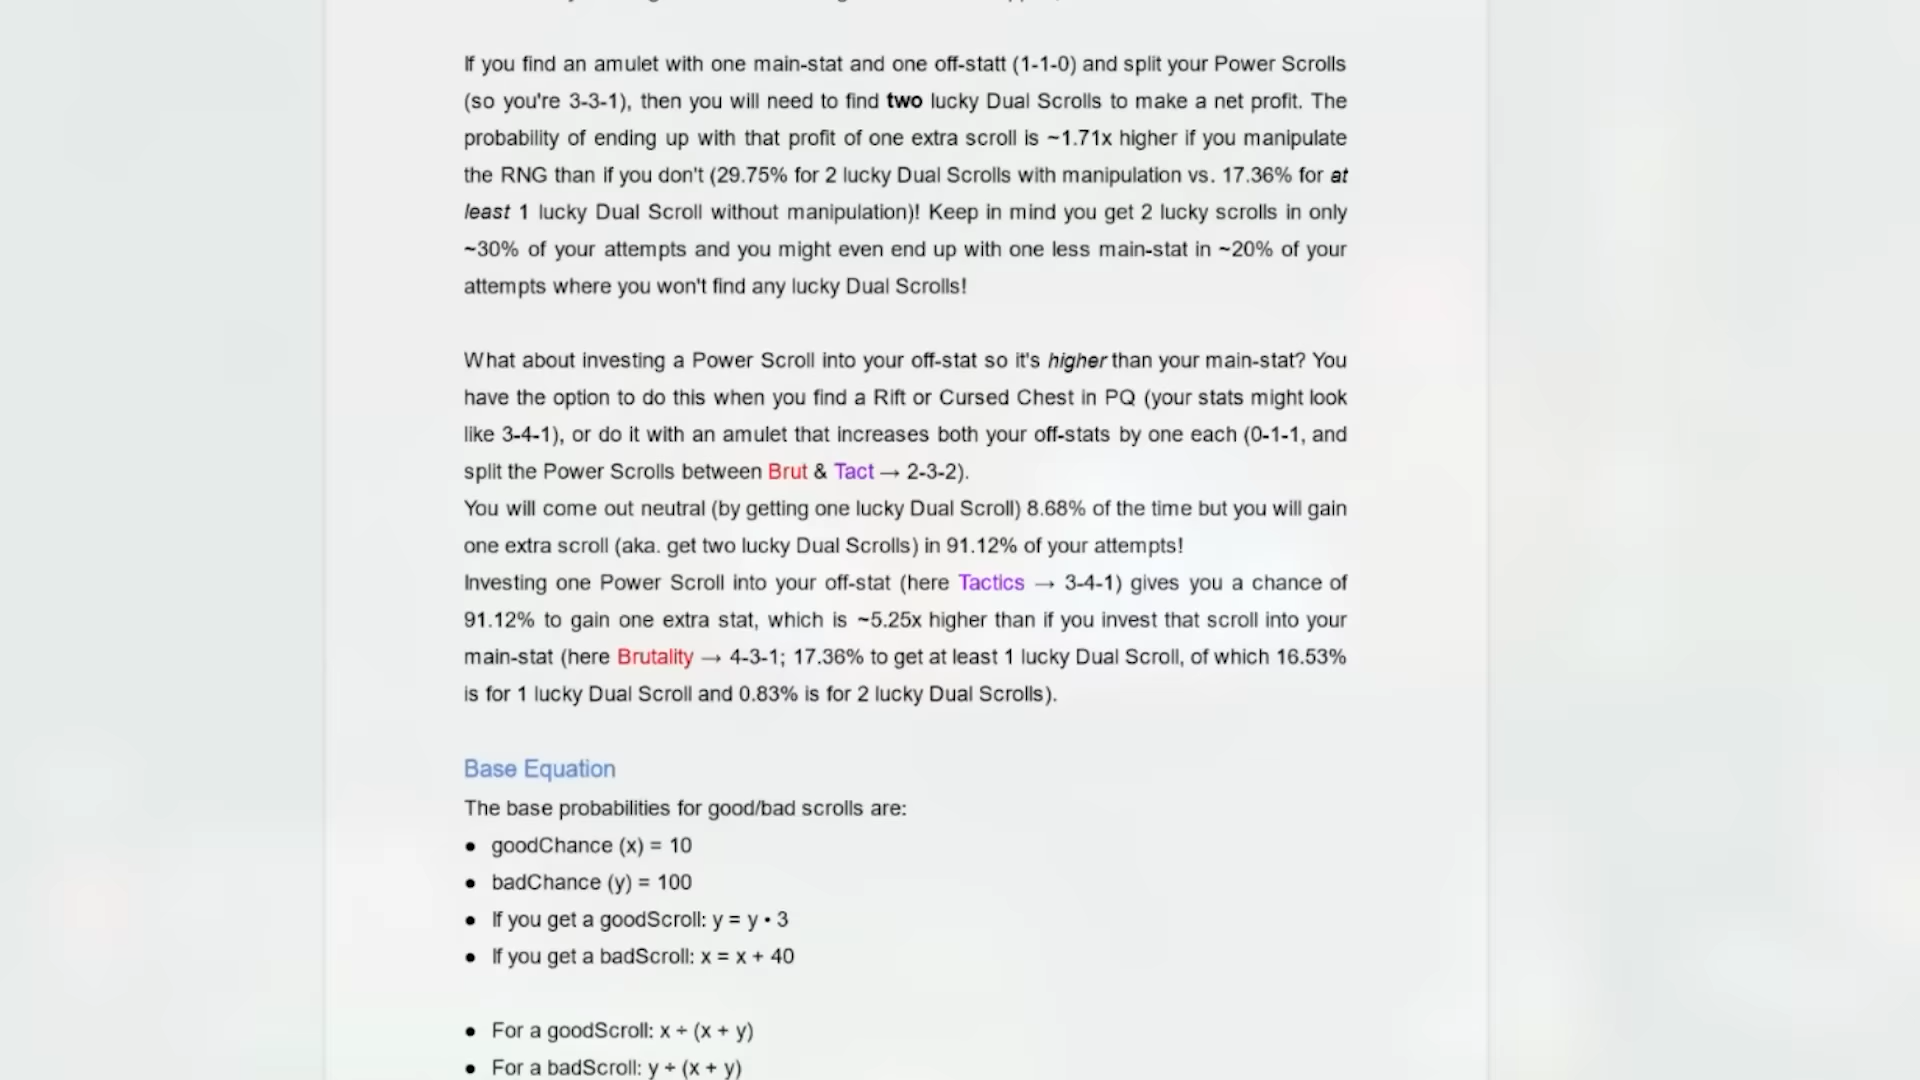 If you find an amulet with one main-stat and one off-statt (1-1-0) and split your Power Scrolls
(so you're 3-3-1), then you will need to find two lucky Dual Scrolls to make a net profit. The
probability of ending up with that profit of one extra scroll is ~1.71x higher if you manipulate
the RNG than if you don't (29.75% for 2 lucky Dual Scrolls with manipulation vs. 17.36% for at
least 1 lucky Dual Scroll without manipulation)! Keep in mind you get 2 lucky scrolls in only
~30% of your attempts and you might even end up with one less main-stat in ~20% of your
attempts where you won't find any lucky Dual Scrolls!
What about investing a Power Scroll into your off-stat so it's higher than your main-stat? You
have the option to do this when you find a Rift or Cursed Chest in PQ (your stats might look
like 3-4-1), or do it with an amulet that increases both your off-stats by one each (0-1-1, and
split the Power Scrolls between Brut & Tact → 2-3-2).
You will come out neutral (by getting one lucky Dual Scroll) 8.68% of the time but you will gain
one extra scroll (aka. get two lucky Dual Scrolls) in 91.12% of your attempts!
Investing one Power Scroll into your off-stat (here Tactics → 3-4-1) gives you a chance of
91.12% to gain one extra stat, which is ~5.25x higher than if you invest that scroll into your
main-stat (here Brutality → 4-3-1; 17.36% to get at least 1 lucky Dual Scroll, of which 16.53%
is for 1 lucky Dual Scroll and 0.83% is for 2 lucky Dual Scrolls).
Base Equation
The base probabilities for good/bad scrolls are:
● goodChance (x) = 10
● badChance (y) = 100
● If you get a goodScroll: y = y • 3
● If you get a badScroll: x = x + 40
● For a goodScroll: x ÷ (x + y)
● For a badScroll: y ÷ (x + y)